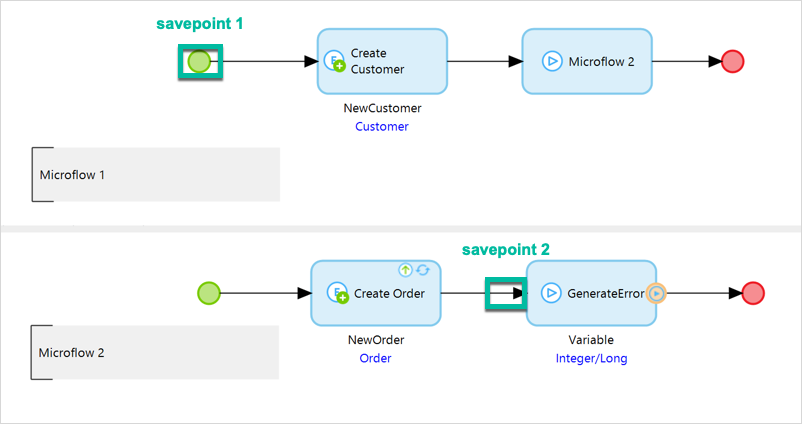 savepoint 1
Create
Customer
Microflow 2
NewCustomer
Customer
Microflow 1
savepoint 2
Create Order
GenerateError
NewOrder
Order
Variable
Integer/Long
Microflow 2